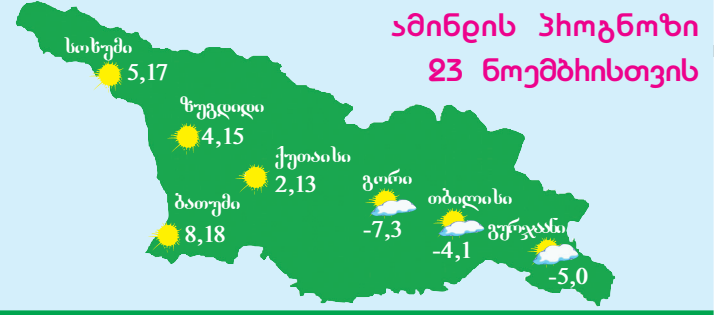 ამინდის პროგნოზი
23 ნოემბრისთვის
სოხუმი
5,17
ზუგდიდი
4,15
ქუთაისი
2,13
გორი
-7,3
თბილისი
-4,1
გურჯაანი
-5,0
ბათუმი
8,18